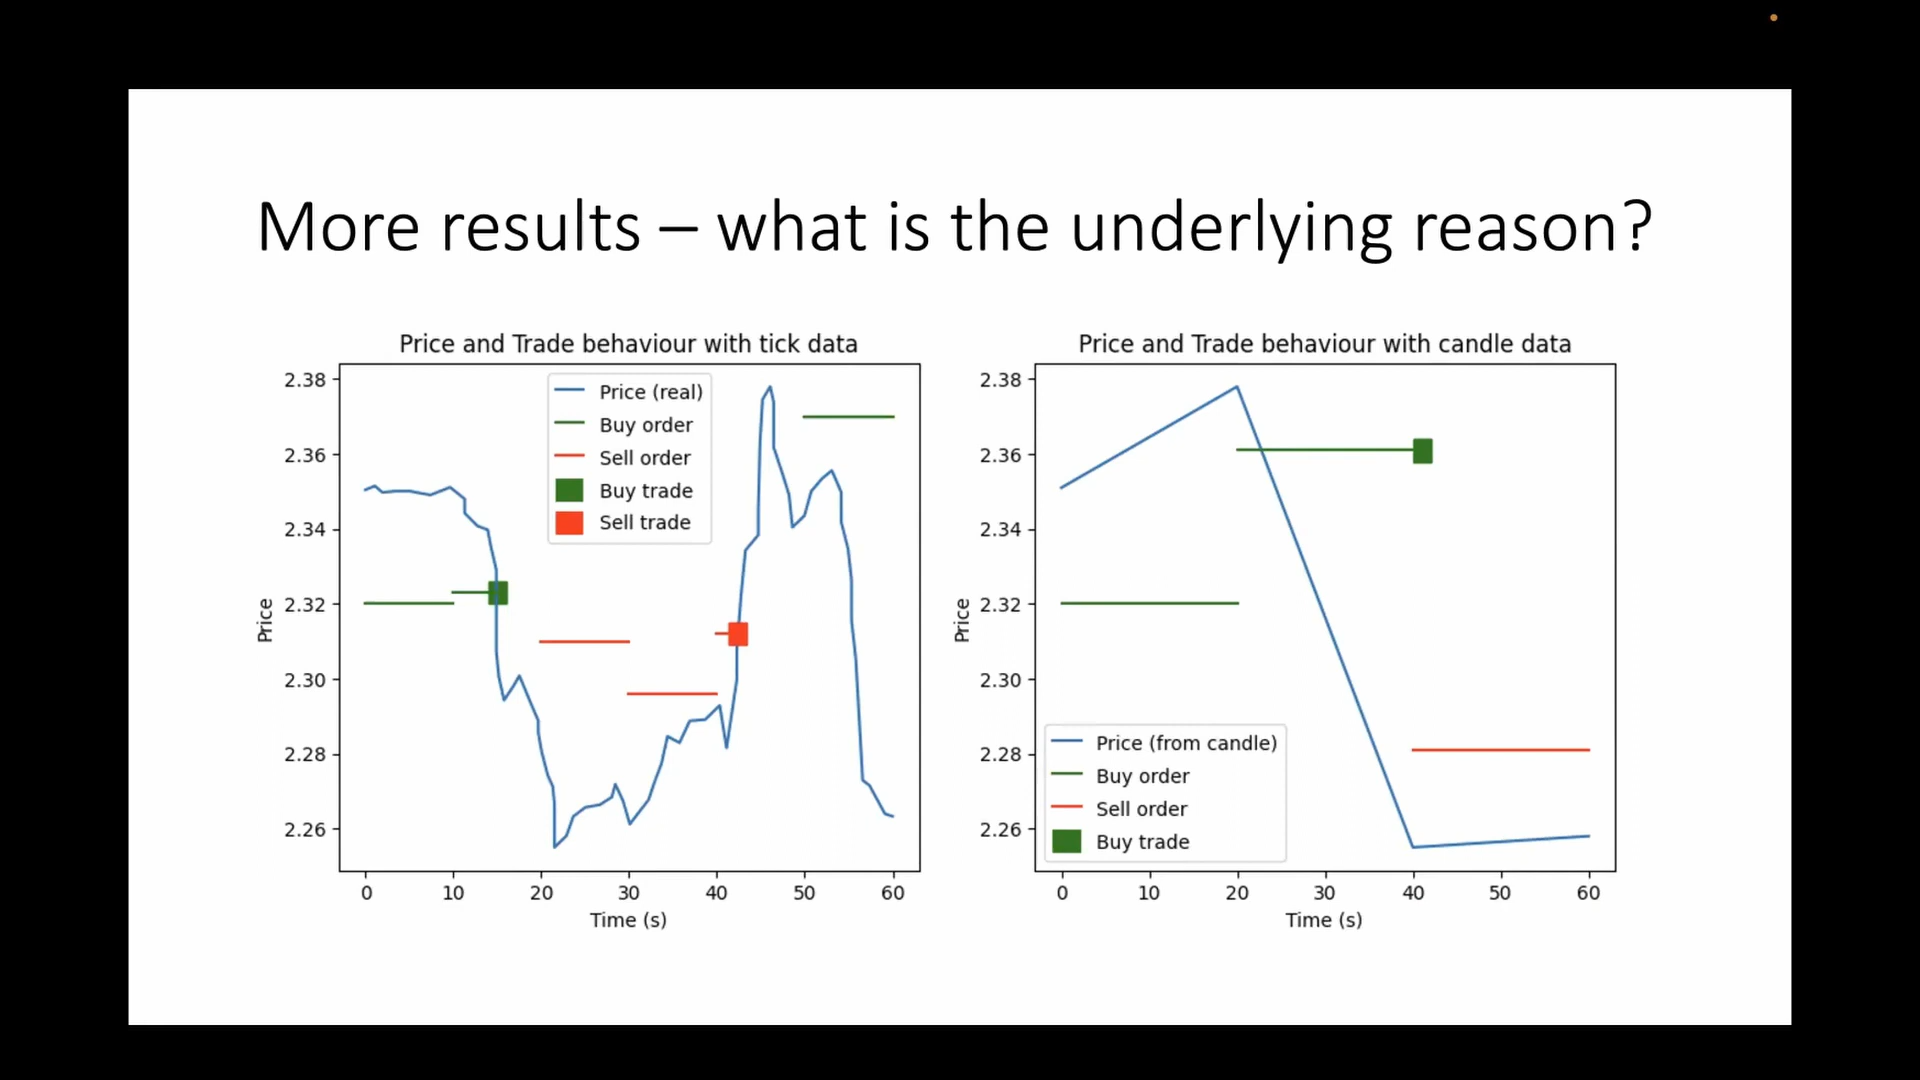 More results – what is the underlying reason?
Price and Trade behaviour with tick data
2.38
2.36
2.34
2.32
2.30
2.28
2.26
Price
Price (real)
Buy order
Sell order
Buy trade
Sell trade
0 10 20 30 40 50 60
Time (s)
Price and Trade behaviour with candle data
2.38
2.36
2.34
2.32
2.30
2.28
2.26
Price
Price (from candle)
Buy order
Sell order
Buy trade
0 10 20 30 40 50 60
Time (s)